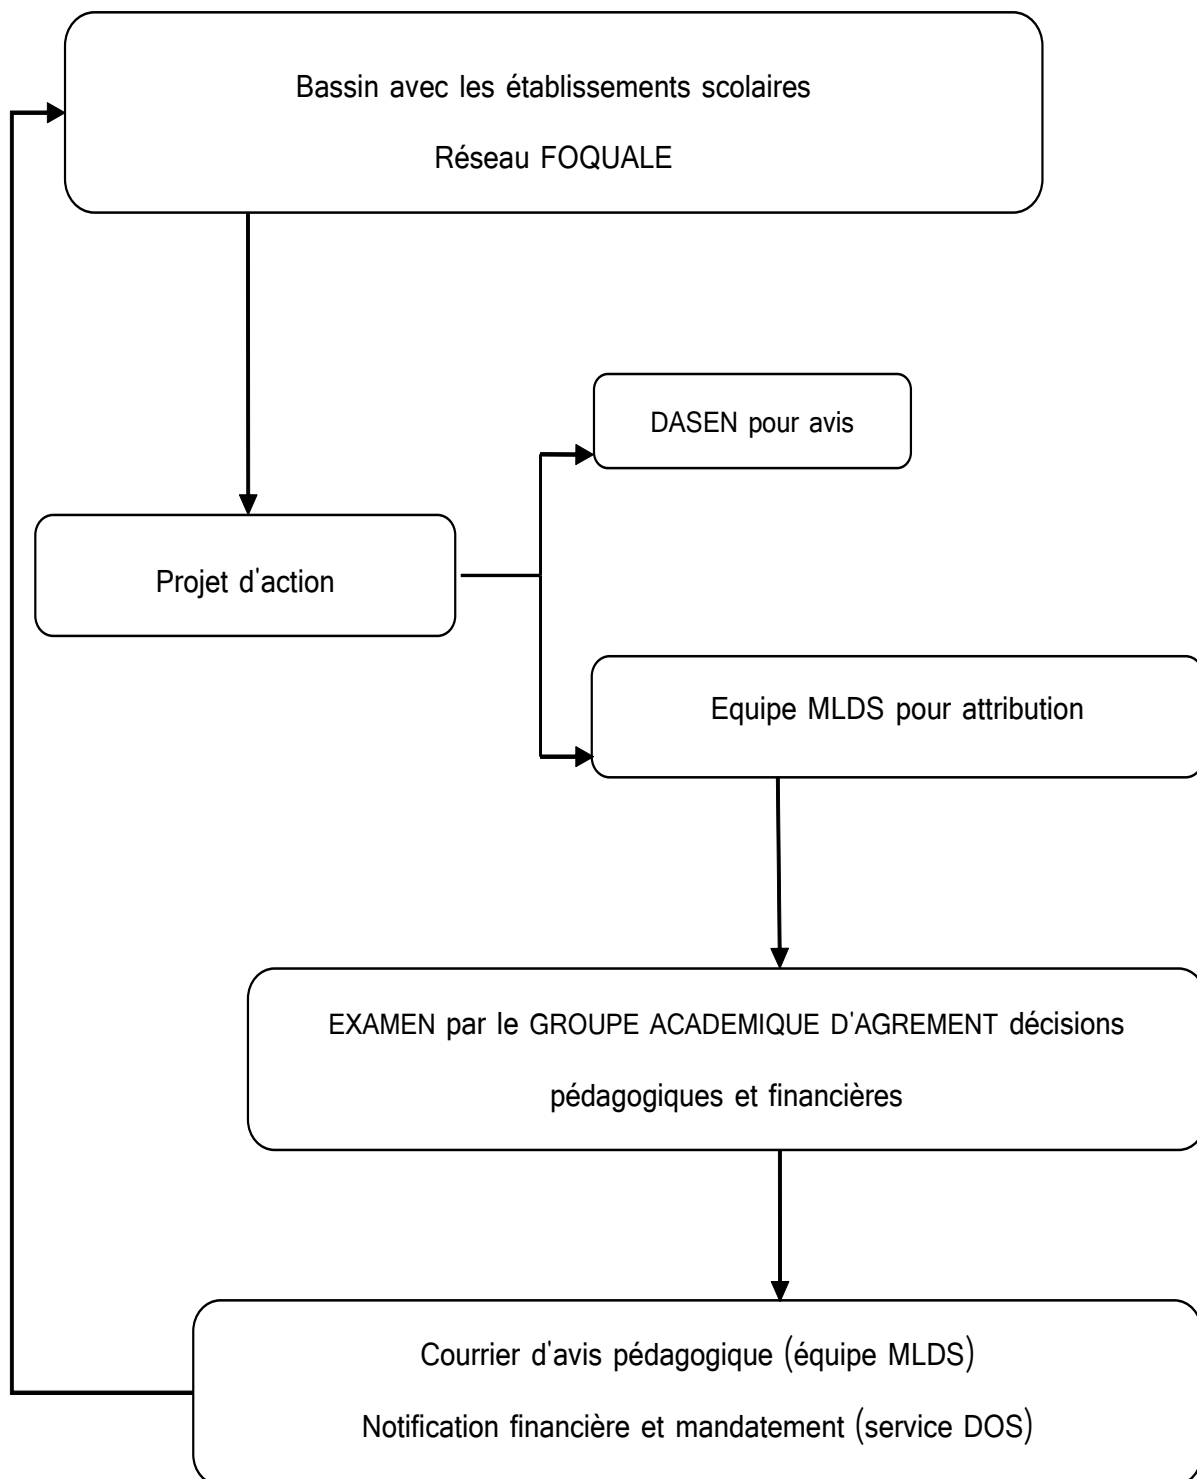 Bassin avec les établissements scolaires
Réseau FOQUALE
DASEN pour avis
Projet d'action
Equipe MLDS pour attribution
EXAMEN par le GROUPE ACADEMIQUE D'AGREMENT décisions
pédagogiques et financières
Courrier d'avis pédagogique (équipe MLDS)
Notification financière et mandatement (service DOS)